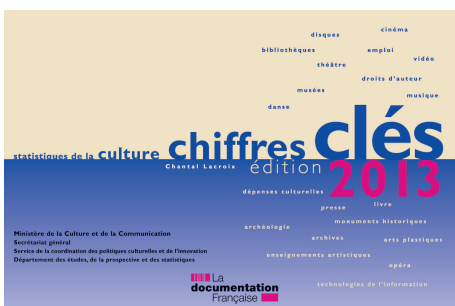 cinéma
disques
bibliothèques emploi
vidéo
théâtre
droits d'auteur
musées
musique
danse
statistiques de la culture chiffres clés
Chantal Lacroix édition 2013
dépenses culturelles
livre
presse
monuments historiques
archéologie
archives arts plastiques
enseignements artistiques
opéra
technologies de l'information
Ministère de la Culture et de la Communication
Secrétariat général
Service de la coordination des politiques culturelles et de l'innovation
Département des études, de la prospective et des statistiques
La
documentation
Française